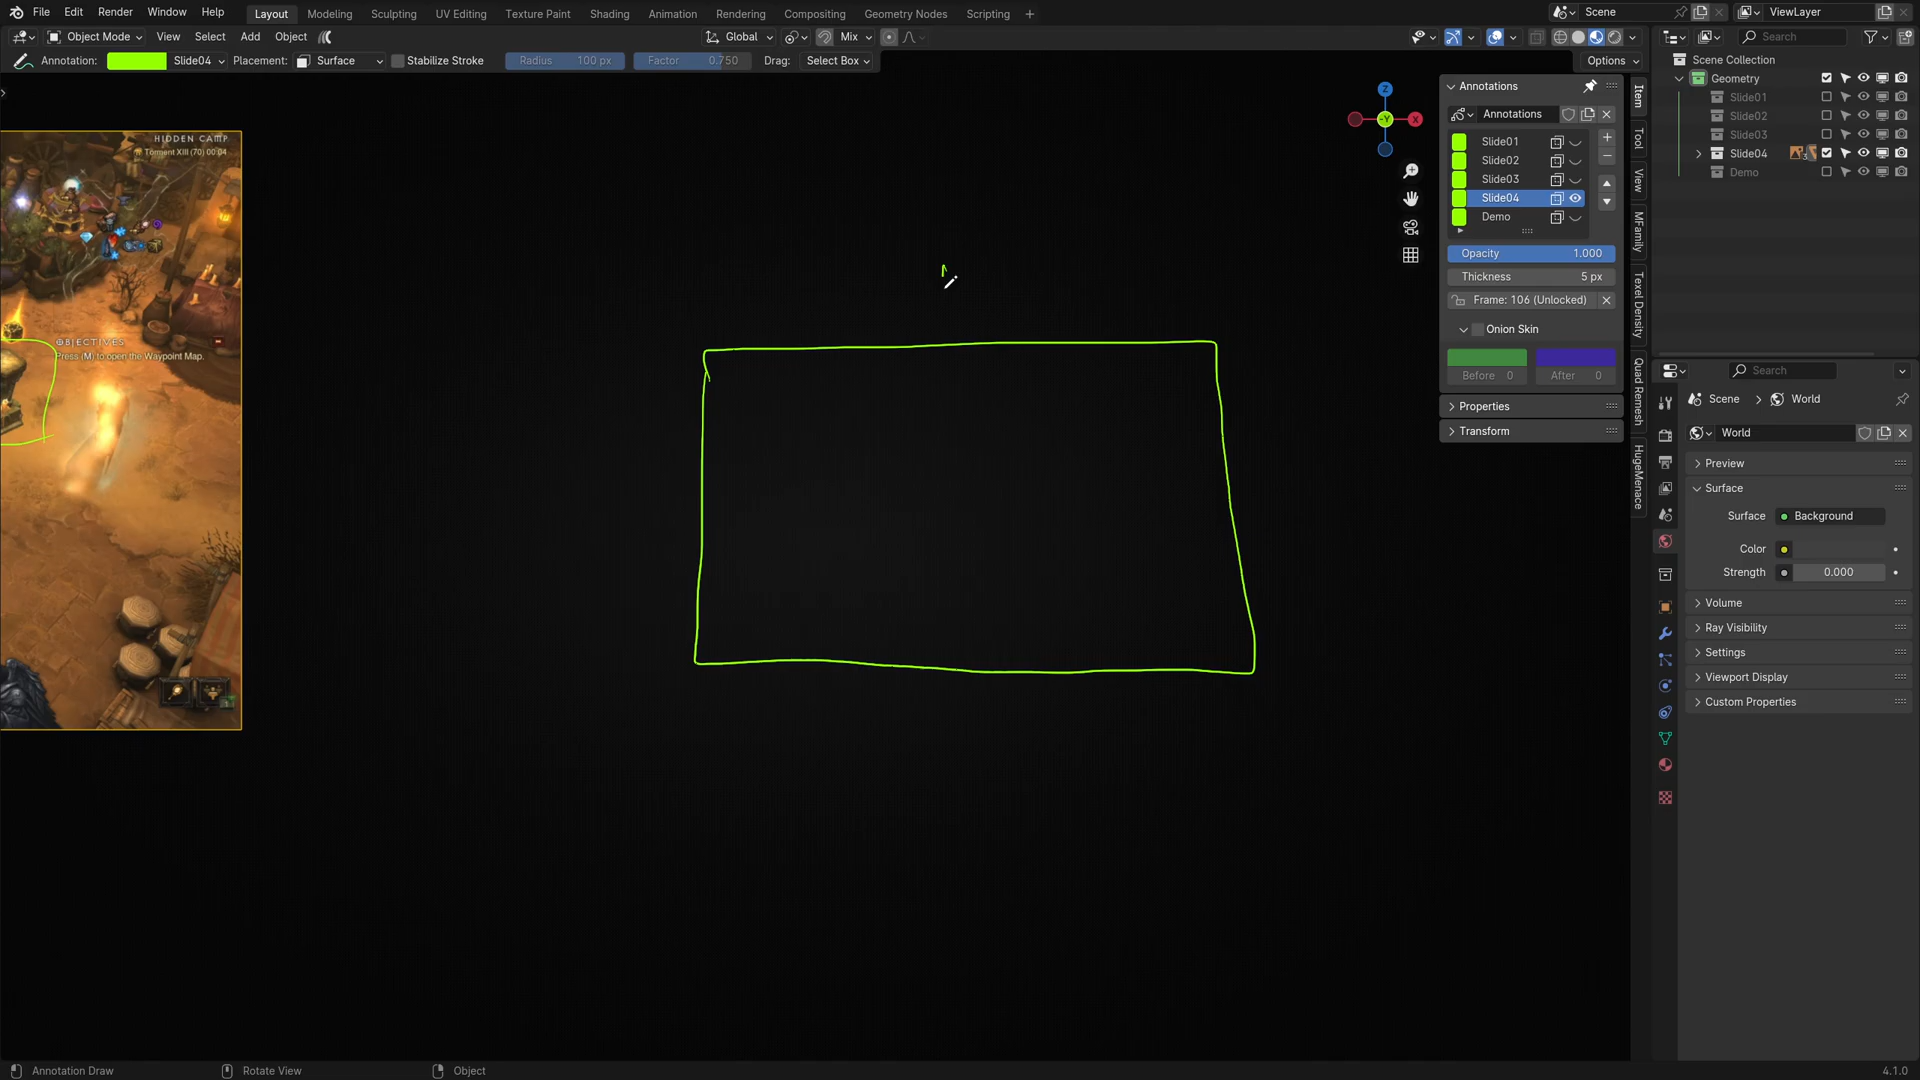 File Edit Render Window Help Layout Modeling Sculpting UV Editing Texture Paint Shading Animation Rendering Compositing Geometry Nodes Scripting + Scene ViewLayer
Object Mode View Select Add Object Global Mix Search
Annotation: Slide04 Placement: Surface Stabilize Stroke Radius 100 px Factor 0.750 Drag: Select Box Options
Scene Collection
Geometry
Slide01
Slide02
Slide03
Slide04
Demo
Annotations
Annotations
Slide01
Slide02
Slide03
Slide04
Demo
Opacity 1.000
Thickness 5 px
Frame: 106 (Unlocked)
Onion Skin
Before 0 After 0
Properties
Transform
Item
Tool
View
MFamily
Texel Density
Quad Remesh
HugeMenace
Z
-Y
X
HIDDEN CAMP
Torment XIII (70) 00:04
OBJECTIVES
Press (M) to open the Waypoint Map.
Search
Scene > World
World
Preview
Surface
Surface Background
Color
Strength 0.000
Volume
Ray Visibility
Settings
Viewport Display
Custom Properties
Annotation Draw Rotate View Object 4.1.0